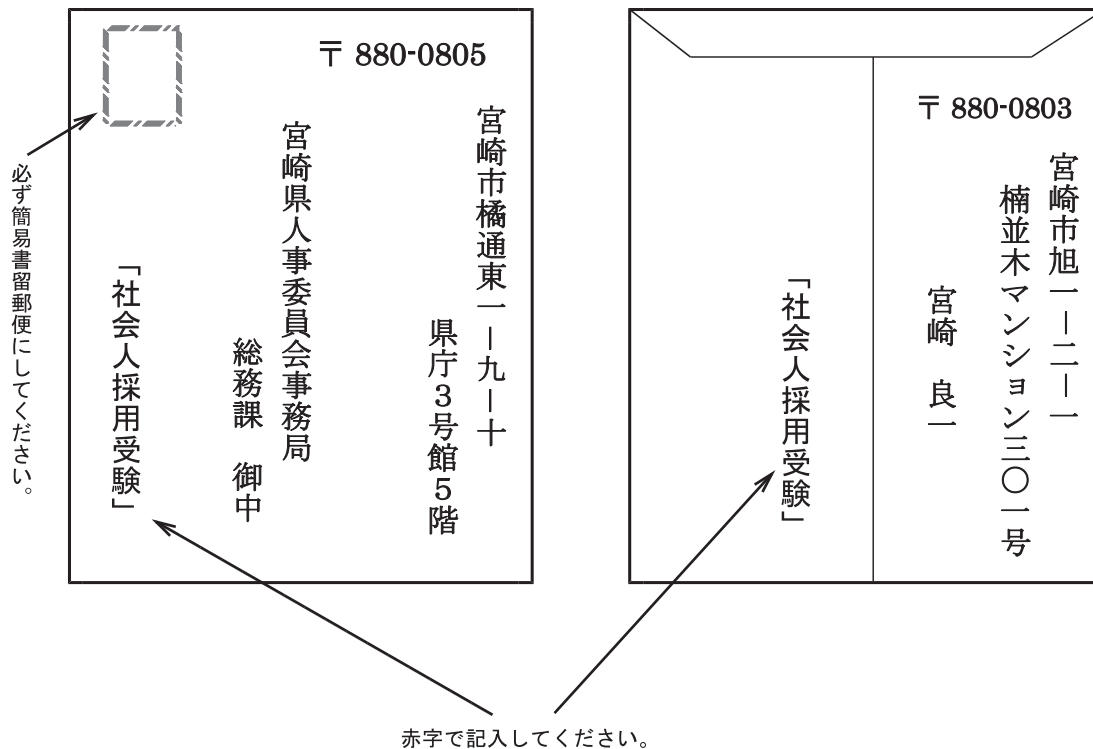 〒 880-0805
宮崎市橘通東一ー九ー十
県庁3号館5階
宮崎県人事委員会事務局
総務課　御中
「社会人採用受験」
必ず簡易書留郵便にしてください。
〒 880-0803
宮崎市旭一ー二ー一
楠並木マンション三〇一号
宮崎　良一
「社会人採用受験」
赤字で記入してください。